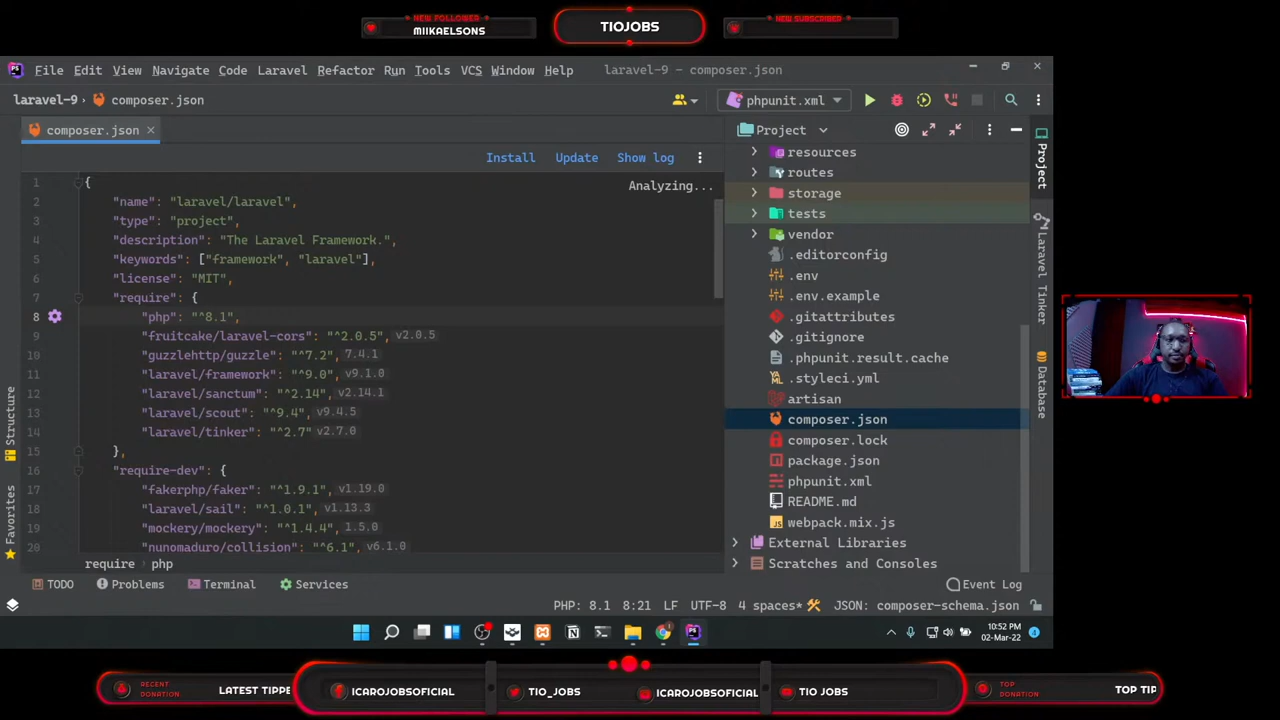 NEW FOLLOWER
MIIKAELSONS
TIOJOBS
NEW SUBSCRIBER
PS File Edit View Navigate Code Laravel Refactor Run Tools VCS Window Help laravel-9 – composer.json
laravel-9 › composer.json
phpunit.xml
composer.json
Project
Install Update Show log
Analyzing...
1 {
2 "name": "laravel/laravel",
3 "type": "project",
4 "description": "The Laravel Framework.",
5 "keywords": ["framework", "laravel"],
6 "license": "MIT",
7 "require": {
8 "php": "^8.1",
9 "fruitcake/laravel-cors": "^2.0.5", v2.0.5
10 "guzzlehttp/guzzle": "^7.2", 7.4.1
11 "laravel/framework": "^9.0", v9.1.0
12 "laravel/sanctum": "^2.14", v2.14.1
13 "laravel/scout": "^9.4", v9.4.5
14 "laravel/tinker": "^2.7" v2.7.0
15 },
16 "require-dev": {
17 "fakerphp/faker": "^1.9.1", v1.19.0
18 "laravel/sail": "^1.0.1", v1.13.3
19 "mockery/mockery": "^1.4.4", 1.5.0
20 "nunomaduro/collision": "^6.1", v6.1.0
require › php
resources
routes
storage
tests
vendor
.editorconfig
.env
.env.example
.gitattributes
.gitignore
.phpunit.result.cache
.styleci.yml
artisan
composer.json
composer.lock
package.json
phpunit.xml
README.md
webpack.mix.js
External Libraries
Scratches and Consoles
Project
Laravel Tinker
Database
Structure
Favorites
TODO Problems Terminal Services Event Log
PHP: 8.1 8:21 LF UTF-8 4 spaces* JSON: composer-schema.json
10:52 PM
02-Mar-22
4
RECENT DONATION
LATEST TIPPE
ICAROJOBSOFICIAL
TIO_JOBS
ICAROJOBSOFICIAL
TIO JOBS
TOP DONATION
TOP TIP